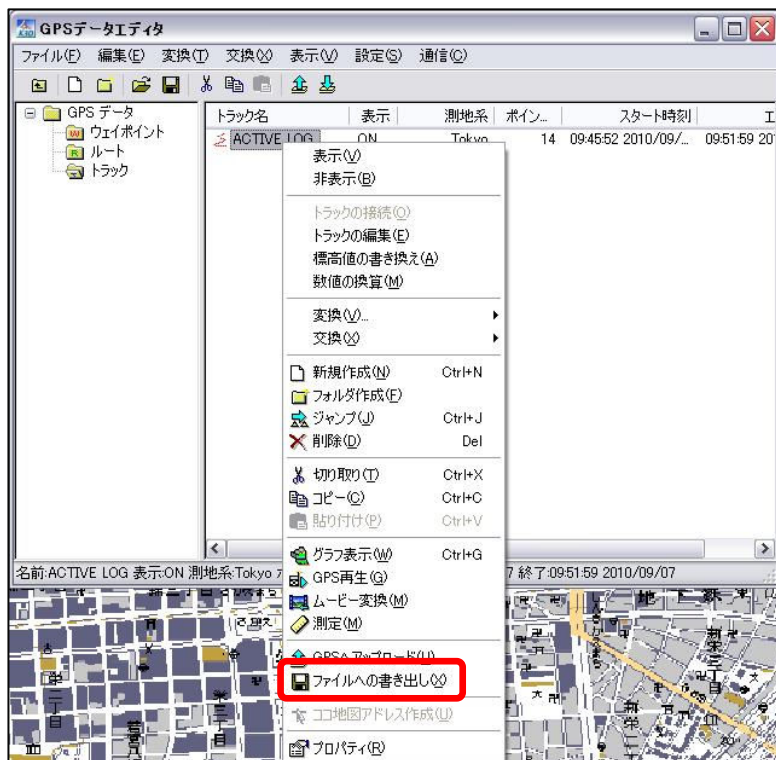 GPSデータエディタ
ファイル(F) 編集(E) 変換(T) 交換(X) 表示(V) 設定(S) 通信(C)
GPS データ
ウェイポイント
ルート
トラック
トラック名 表示 測地系 ポイン... スタート時刻 エ
ACTIVE LOG ON Tokyo 14 09:45:52 2010/09/... 09:51:59 20
表示(V)
非表示(B)
トラックの接続(O)
トラックの編集(E)
標高値の書き換え(A)
数値の換算(M)
変換(V)...
交換(X)
新規作成(N) Ctrl+N
フォルダ作成(F)
ジャンプ(J) Ctrl+J
削除(D) Del
切り取り(T) Ctrl+X
コピー(C) Ctrl+C
貼り付け(P) Ctrl+V
グラフ表示(W) Ctrl+G
GPS再生(G)
ムービー変換(M)
測定(M)
GPSへアップロード(U)
ファイルへの書き出し(X)
ココ地図アドレス作成(U)
プロパティ(R)
名前:ACTIVE LOG 表示:ON 測地系:Tokyo
7 終了:09:51:59 2010/09/07